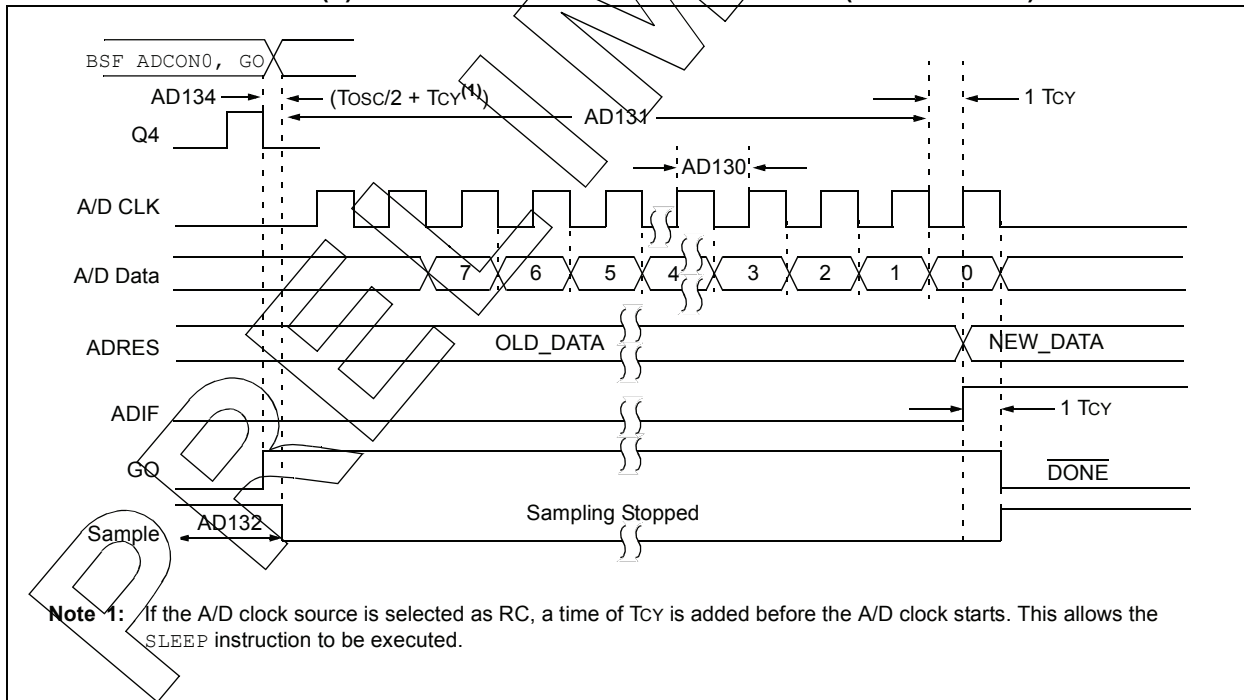 BSF ADCON0, GO
AD134
(TOSC/2 + TCY(1))
1 TCY
AD131
Q4
AD130
A/D CLK
A/D Data
7 6 5 4 3 2 1 0
ADRES
OLD_DATA
NEW_DATA
ADIF
1 TCY
GO
DONE
Sampling Stopped
AD132
Sample
Note 1: If the A/D clock source is selected as RC, a time of TCY is added before the A/D clock starts. This allows the
SLEEP instruction to be executed.